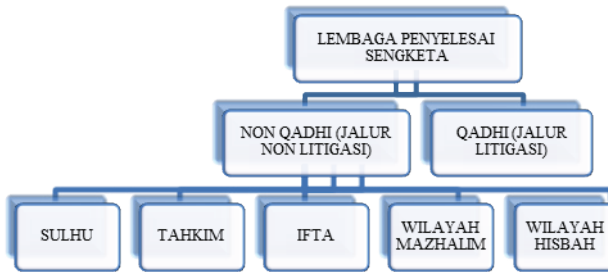 LEMBAGA PENYELESAI
SENGKETA
NON QADHI (JALUR
NON LITIGASI)
QADHI (JALUR
LITIGASI)
SULHU
TAHKIM
IFTA
WILAYAH
MAZHALIM
WILAYAH
HISBAH